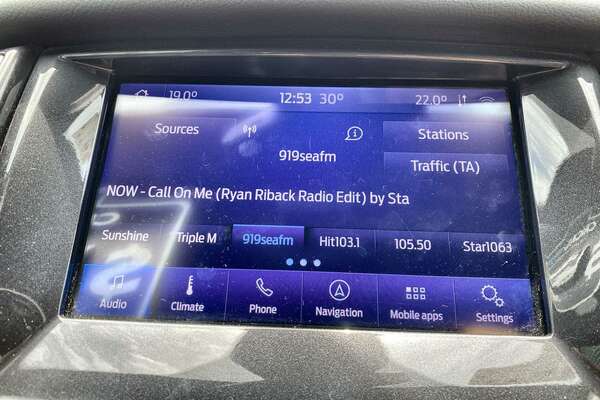 19.0° 12:53 30° 22.0°
Sources Stations
919seafm
Traffic (TA)
NOW - Call On Me (Ryan Riback Radio Edit) by Sta
Sunshine Triple M 919seafm Hit103.1 105.50 Star1063
Audio Climate Phone Navigation Mobile apps Settings